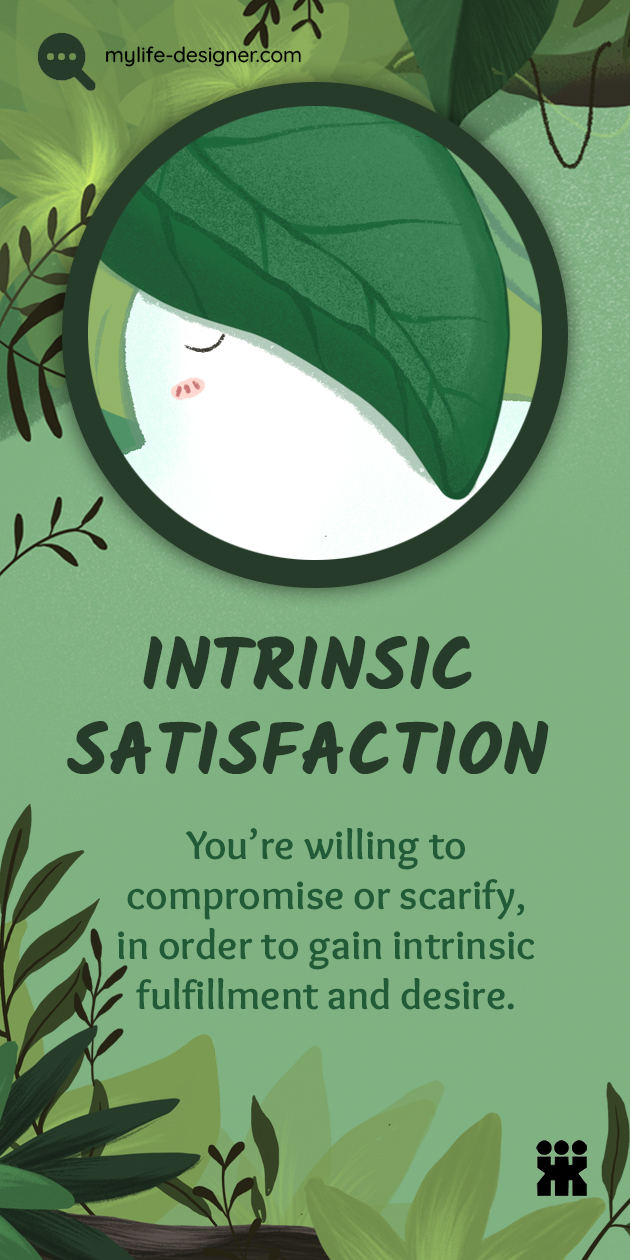 mylife-designer.com
INTRINSIC
SATISFACTION
You're willing to
compromise or scarify,
in order to gain intrinsic
fulfillment and desire.